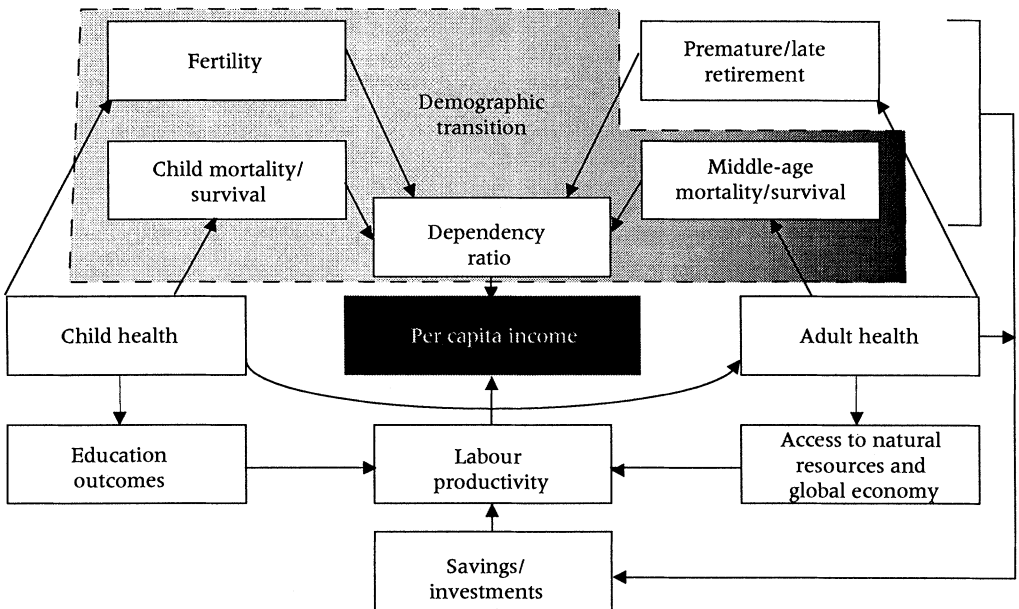 Fertility
Premature/late
retirement
Demographic
transition
Child mortality/
survival
Middle-age
mortality/survival
Dependency
ratio
Child health
Per capita income
Adult health
Education
outcomes
Labour
productivity
Access to natural
resources and
global economy
Savings/
investments